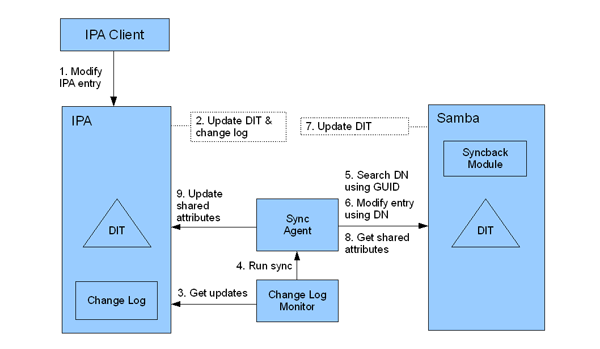 IPA Client
1. Modify
IPA entry
IPA
2. Update DIT &
change log
7. Update DIT
Samba
Syncback
Module
5. Search DN
using GUID
6. Modify entry
using DN
8. Get shared
attributes
9. Update
shared
attributes
Sync
Agent
DIT
DIT
4. Run sync
Change Log
3. Get updates
Change Log
Monitor